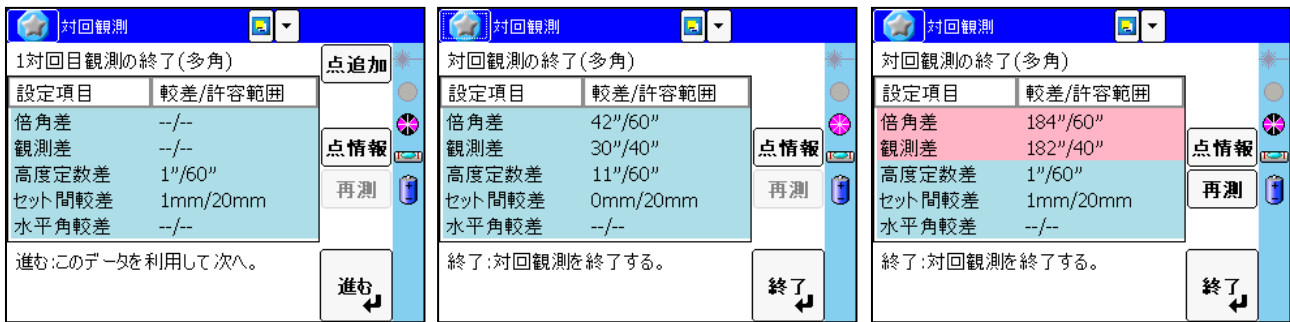 対回観測
1対回目観測の終了(多角)
点追加
設定項目 較差/許容範囲
倍角差 --/--
観測差 --/--
高度定数差 1"/60"
セット間較差 1mm/20mm
水平角較差 --/--
点情報
再測
進む:このデータを利用して次へ。
進む
対回観測
対回観測の終了(多角)
設定項目 較差/許容範囲
倍角差 42"/60"
観測差 30"/40"
高度定数差 11"/60"
セット間較差 0mm/20mm
水平角較差 --/--
点情報
再測
終了:対回観測を終了する。
終了
対回観測
対回観測の終了(多角)
設定項目 較差/許容範囲
倍角差 184"/60"
観測差 182"/40"
高度定数差 1"/60"
セット間較差 1mm/20mm
水平角較差 --/--
点情報
再測
終了:対回観測を終了する。
終了